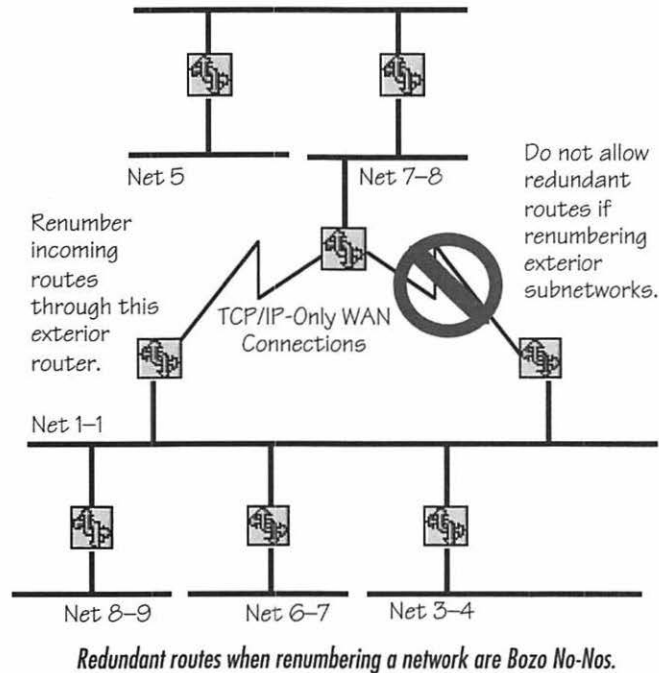 Net 5
Net 7–8
Do not allow
redundant
routes if
renumbering
exterior
subnetworks.
Renumber
incoming
routes
through this
exterior
router.
TCP/IP-Only WAN
Connections
Net 1–1
Net 8–9
Net 6–7
Net 3–4
Redundant routes when renumbering a network are Bozo No-Nos.